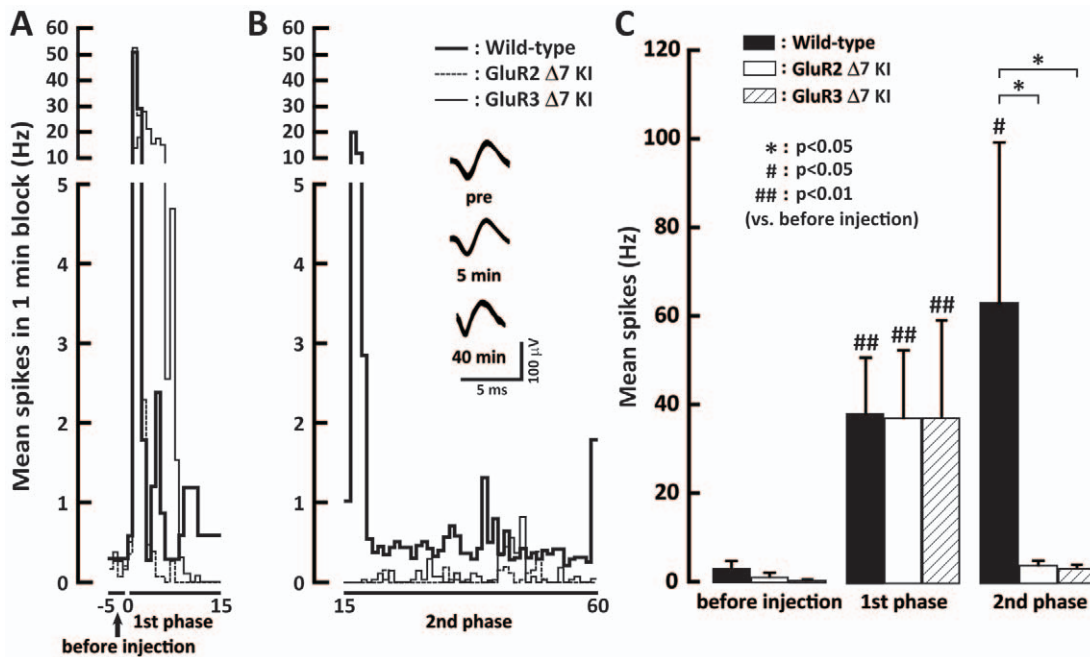 A
B
C
Mean spikes in 1 min block (Hz)
60
50
40
30
20
10
5
4
3
2
1
0
-5 0 15
1st phase
before injection
60
50
40
30
20
10
5
4
3
2
1
0
: Wild-type
: GluR2 Δ7 KI
: GluR3 Δ7 KI
pre
5 min
40 min
100 μV
5 ms
15 60
2nd phase
Mean spikes (Hz)
120
100
80
60
40
20
0
: Wild-type
: GluR2 Δ7 KI
: GluR3 Δ7 KI
* : p<0.05
# : p<0.05
## : p<0.01
(vs. before injection)
*
*
#
## ## ##
before injection 1st phase 2nd phase